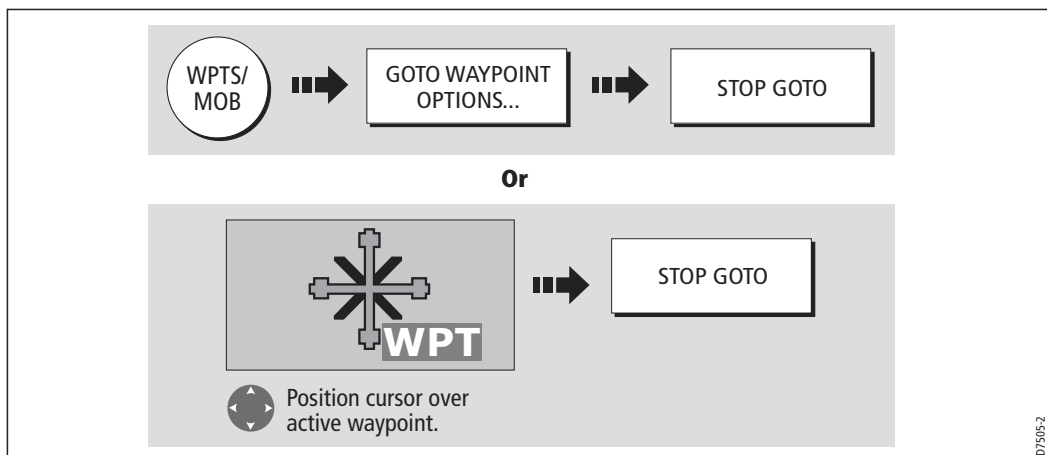 WPTS/
MOB
GOTO WAYPOINT
OPTIONS...
STOP GOTO
Or
WPT
STOP GOTO
Position cursor over
active waypoint.
D7505-2